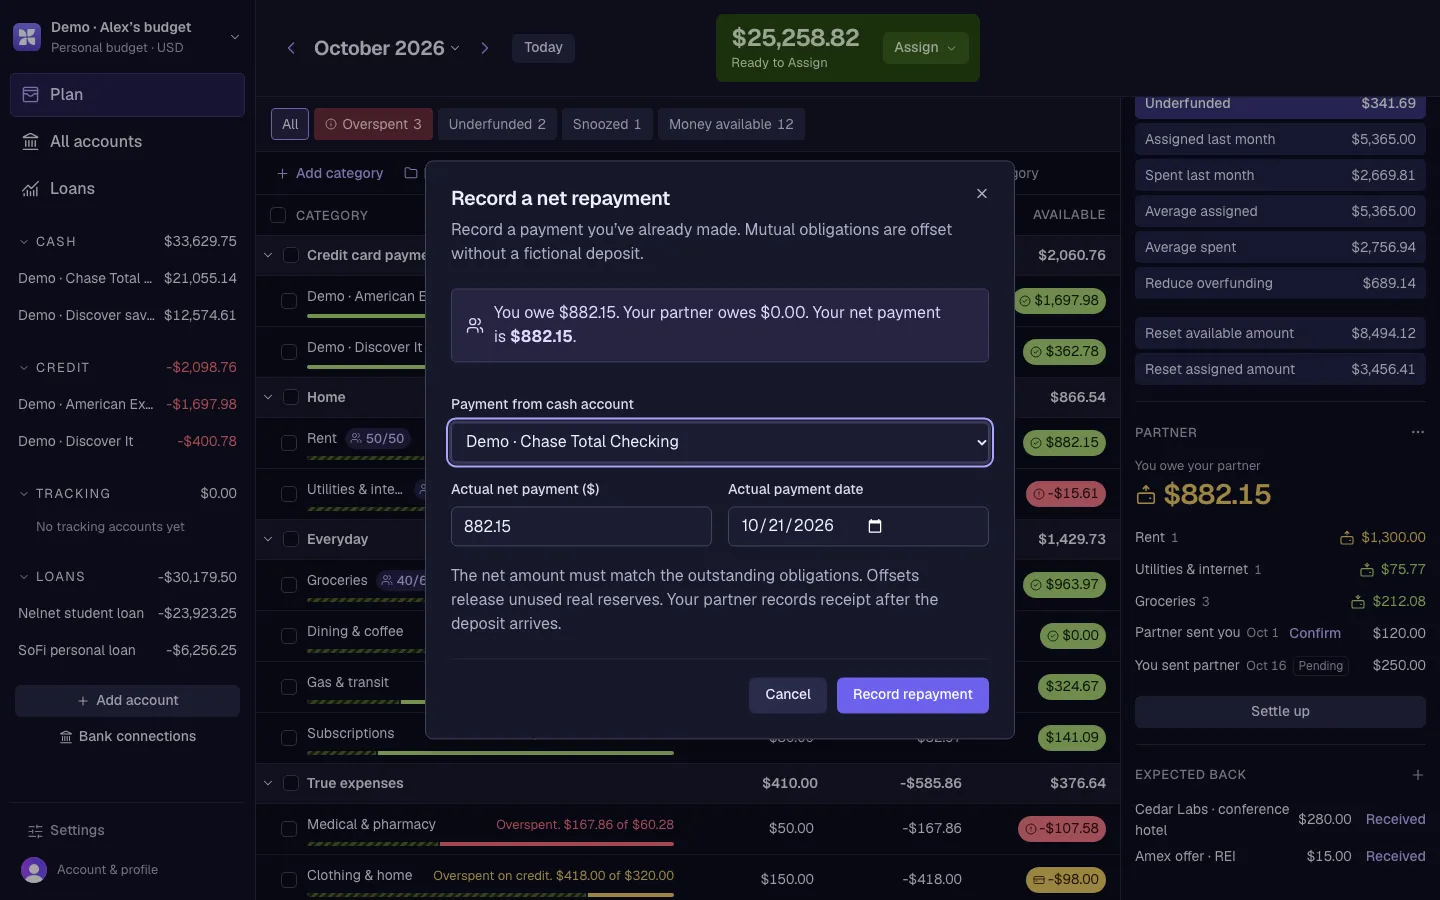 Demo · Alex's budget
Personal budget · USD
Plan
All accounts
Loans
CASH $33,629.75
Demo · Chase Total ... $21,055.14
Demo · Discover sav... $12,574.61
CREDIT -$2,098.76
Demo · American Ex... -$1,697.98
Demo · Discover It -$400.78
TRACKING $0.00
No tracking accounts yet
LOANS -$30,179.50
Nelnet student loan -$23,923.25
SoFi personal loan -$6,256.25
+ Add account
Bank connections
Settings
Account & profile
October 2026
Today
$25,258.82
Ready to Assign
Assign
All
Overspent 3
Underfunded 2
Snoozed 1
Money available 12
+ Add category
gory
CATEGORY
AVAILABLE
Credit card payme
$2,060.76
Demo · American E
$1,697.98
Demo · Discover It
$362.78
Home
$866.54
Rent 50/50
$882.15
Utilities & inte...
-$15.61
Everyday
$1,429.73
Groceries 40/6
$963.97
Dining & coffee
$0.00
Gas & transit
$324.67
Subscriptions
$141.09
True expenses $410.00 -$585.86 $376.64
Medical & pharmacy Overspent. $167.86 of $60.28 $50.00 -$167.86 -$107.58
Clothing & home Overspent on credit. $418.00 of $320.00 $150.00 -$418.00 -$98.00
Record a net repayment
Record a payment you've already made. Mutual obligations are offset
without a fictional deposit.
You owe $882.15. Your partner owes $0.00. Your net payment
is $882.15.
Payment from cash account
Demo · Chase Total Checking
Actual net payment ($)
Actual payment date
882.15
10/21/2026
The net amount must match the outstanding obligations. Offsets
release unused real reserves. Your partner records receipt after the
deposit arrives.
Cancel
Record repayment
Underfunded $341.69
Assigned last month $5,365.00
Spent last month $2,669.81
Average assigned $5,365.00
Average spent $2,756.94
Reduce overfunding $689.14
Reset available amount $8,494.12
Reset assigned amount $3,456.41
PARTNER ...
You owe your partner
$882.15
Rent 1 $1,300.00
Utilities & internet 1 $75.77
Groceries 3 $212.08
Partner sent you Oct 1 Confirm $120.00
You sent partner Oct 16 Pending $250.00
Settle up
EXPECTED BACK +
Cedar Labs · conference
hotel $280.00 Received
Amex offer · REI $15.00 Received